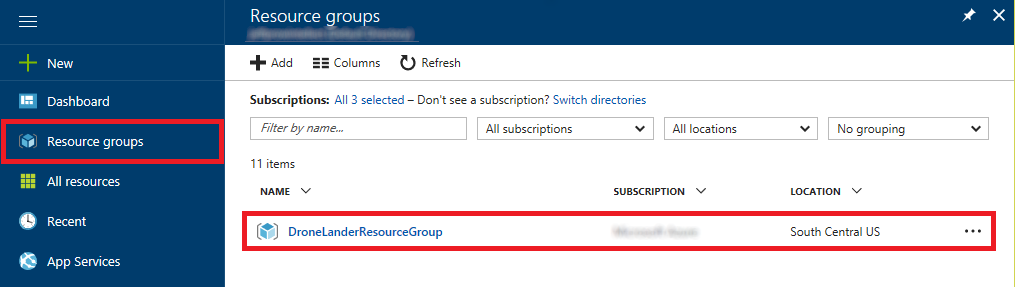 Resource groups
New
Dashboard
Resource groups
All resources
Recent
App Services
Add Columns Refresh
Subscriptions: All 3 selected – Don't see a subscription? Switch directories
Filter by name... All subscriptions All locations No grouping
11 items
NAME SUBSCRIPTION LOCATION
DroneLanderResourceGroup South Central US